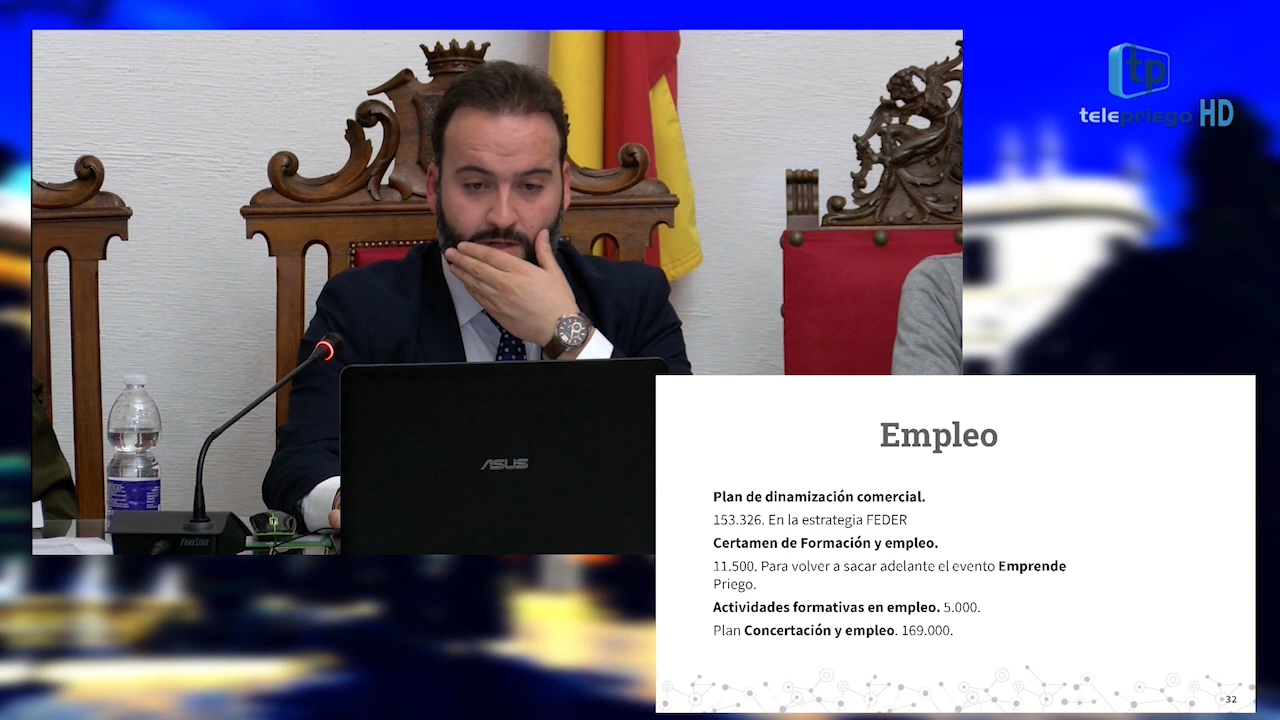 tp
telepriego HD
ASUS
FONESTAR
Empleo
Plan de dinamización comercial.
153.326. En la estrategia FEDER
Certamen de Formación y empleo.
11.500. Para volver a sacar adelante el evento Emprende
Priego.
Actividades formativas en empleo. 5.000.
Plan Concertación y empleo. 169.000.
32